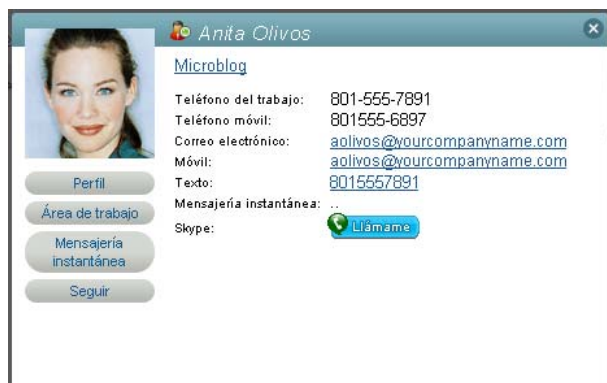 Anita Olivos
Microblog
Teléfono del trabajo: 801-555-7891
Teléfono móvil: 801555-6897
Correo electrónico: aolivos@yourcompanyname.com
Móvil: aolivos@yourcompanyname.com
Texto: 8015557891
Mensajería instantánea: ..
Skype: Llámame
Perfil
Área de trabajo
Mensajería
instantánea
Seguir